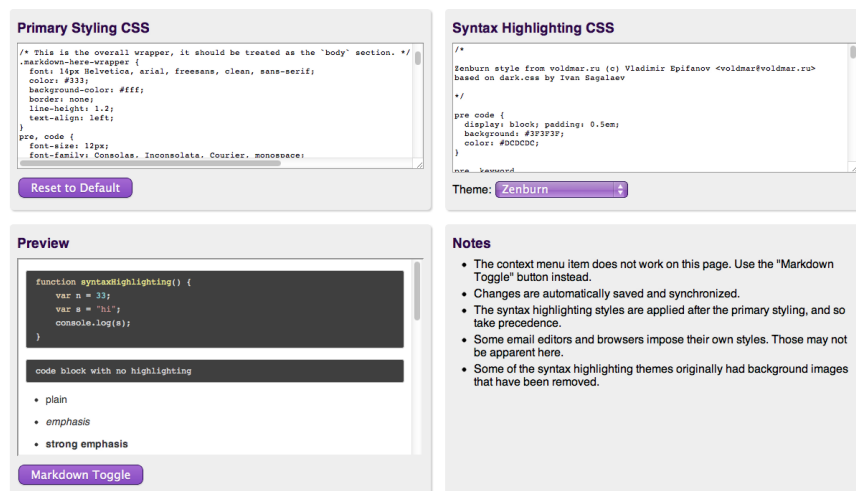 Primary Styling CSS
/* This is the overall wrapper, it should be treated as the `body` section. */
.markdown-here-wrapper {
  font: 14px Helvetica, arial, freesans, clean, sans-serif;
  color: #333;
  background-color: #fff;
  border: none;
  line-height: 1.2;
  text-align: left;
}
pre, code {
  font-size: 12px;
  font-family: Consolas, Inconsolata, Courier, monospace;
Reset to Default
Syntax Highlighting CSS
/*
Zenburn style from voldmar.ru (c) Vladimir Epifanov <voldmar@voldmar.ru>
based on dark.css by Ivan Sagalaev
*/
pre code {
  display: block; padding: 0.5em;
  background: #3F3F3F;
  color: #DCDCDC;
}
pre .keyword
Theme: Zenburn
Preview
function syntaxHighlighting() {
    var n = 33;
    var s = "hi";
    console.log(s);
}
code block with no highlighting
• plain
• emphasis
• strong emphasis
Markdown Toggle
Notes
• The context menu item does not work on this page. Use the "Markdown
Toggle" button instead.
• Changes are automatically saved and synchronized.
• The syntax highlighting styles are applied after the primary styling, and so
take precedence.
• Some email editors and browsers impose their own styles. Those may not
be apparent here.
• Some of the syntax highlighting themes originally had background images
that have been removed.